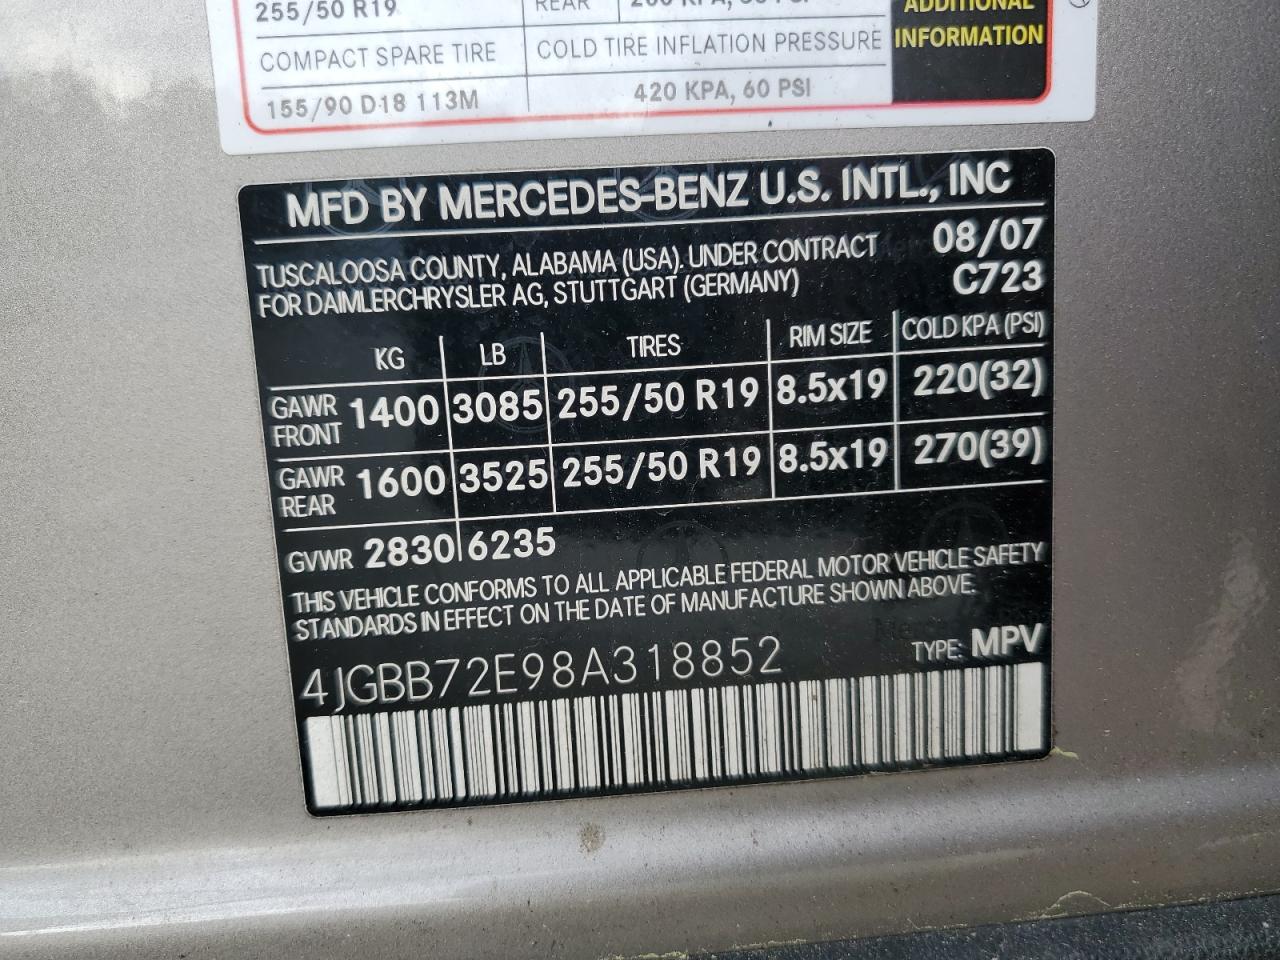 255/50 R19
REAR
ADDITIONAL
COMPACT SPARE TIRE COLD TIRE INFLATION PRESSURE INFORMATION
155/90 D18 113M 420 KPA, 60 PSI
MFD BY MERCEDES-BENZ U.S. INTL., INC
TUSCALOOSA COUNTY, ALABAMA (USA). UNDER CONTRACT 08/07
FOR DAIMLERCHRYSLER AG, STUTTGART (GERMANY) C723
KG LB TIRES RIM SIZE COLD KPA (PSI)
GAWR FRONT 1400 3085 255/50 R19 8.5x19 220(32)
GAWR REAR 1600 3525 255/50 R19 8.5x19 270(39)
GVWR 2830 6235
THIS VEHICLE CONFORMS TO ALL APPLICABLE FEDERAL MOTOR VEHICLE SAFETY
STANDARDS IN EFFECT ON THE DATE OF MANUFACTURE SHOWN ABOVE.
4JGBB72E98A318852 TYPE: MPV